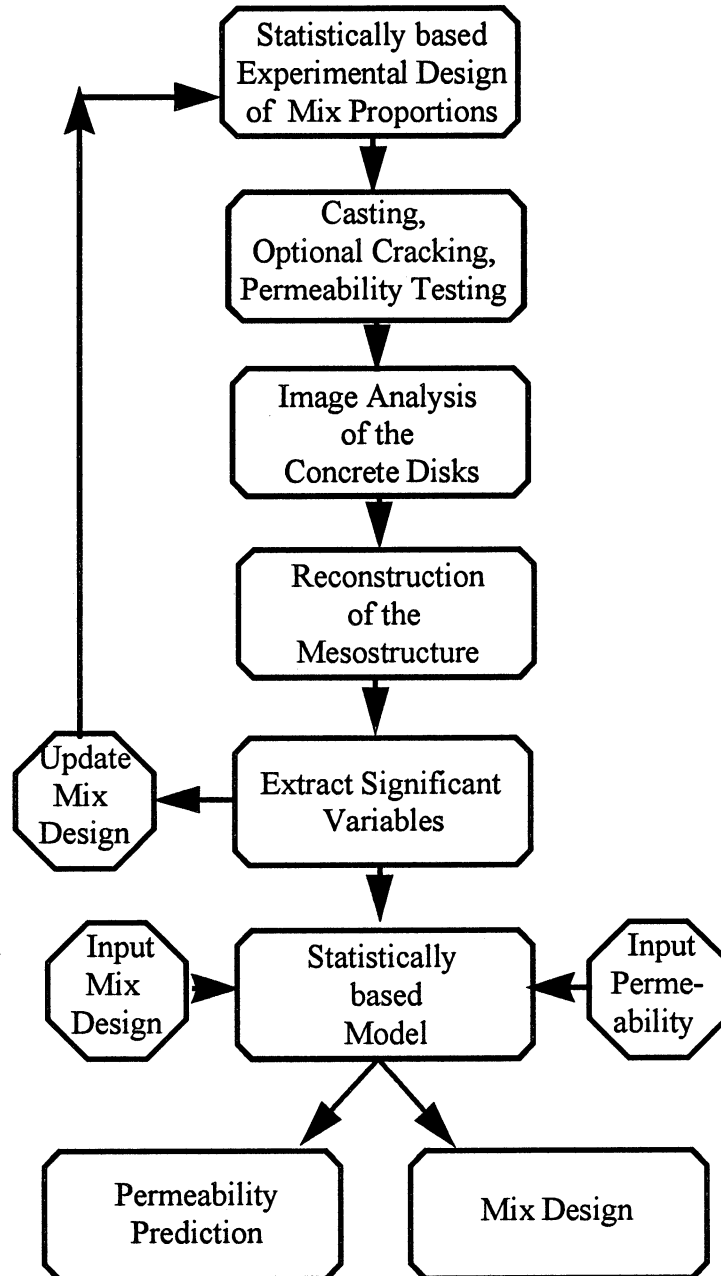 Statistically based
Experimental Design
of Mix Proportions
Casting,
Optional Cracking,
Permeability Testing
Image Analysis
of the
Concrete Disks
Reconstruction
of the
Mesostructure
Update
Mix
Design
Extract Significant
Variables
Input
Mix
Design
Statistically
based
Model
Input
Perme-
ability
Permeability
Prediction
Mix Design